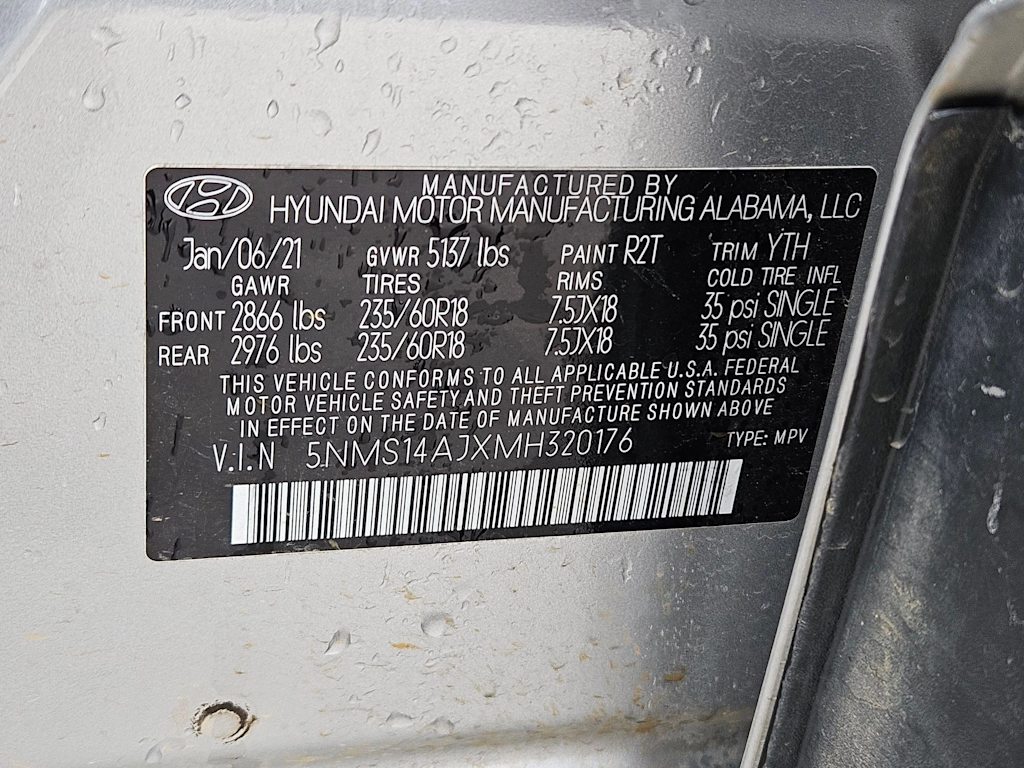 MANUFACTURED BY
HYUNDAI MOTOR MANUFACTURING ALABAMA, LLC
Jan/06/21 GVWR 5137 lbs PAINT R2T TRIM YTH
GAWR TIRES RIMS COLD TIRE INFL
FRONT 2866 lbs 235/60R18 7.5JX18 35 psi SINGLE
REAR 2976 lbs 235/60R18 7.5JX18 35 psi SINGLE
THIS VEHICLE CONFORMS TO ALL APPLICABLE U.S.A. FEDERAL
MOTOR VEHICLE SAFETY AND THEFT PREVENTION STANDARDS
IN EFFECT ON THE DATE OF MANUFACTURE SHOWN ABOVE
V.I.N 5NMS14AJXMH320176 TYPE: MPV